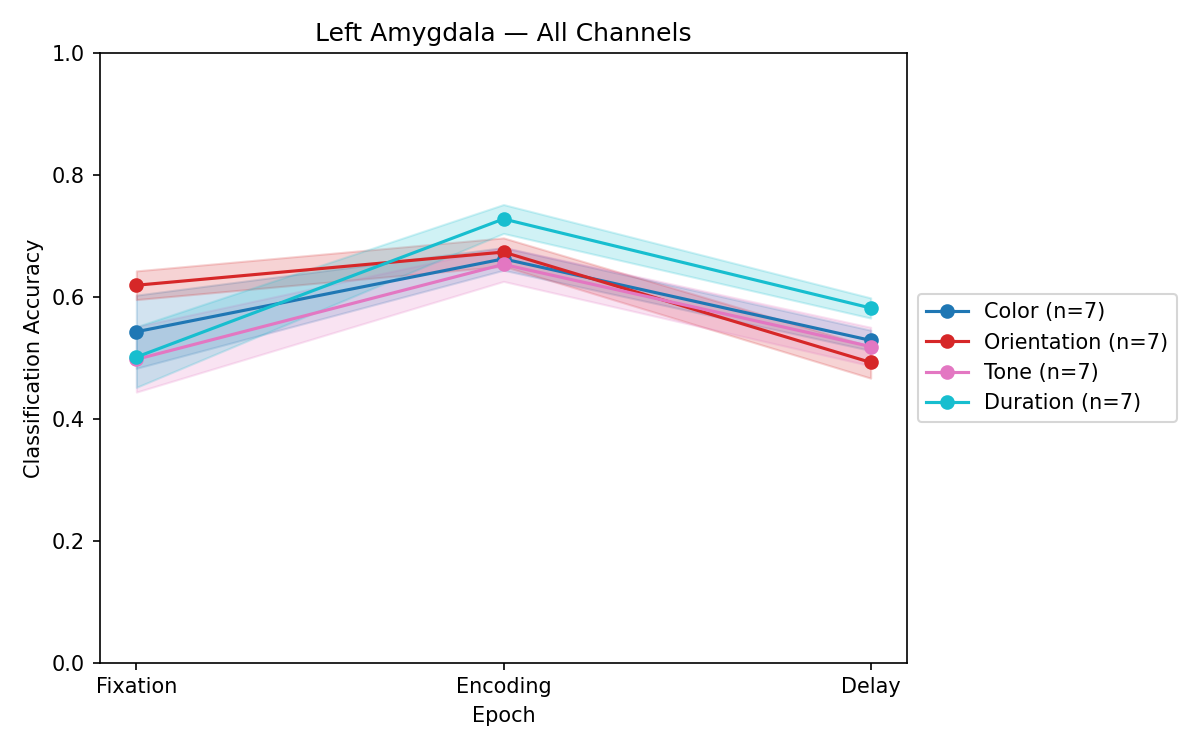 Left Amygdala — All Channels
1.0
0.8
0.6
0.4
0.2
0.0
Classification Accuracy
Fixation
Encoding
Delay
Epoch
Color (n=7)
Orientation (n=7)
Tone (n=7)
Duration (n=7)